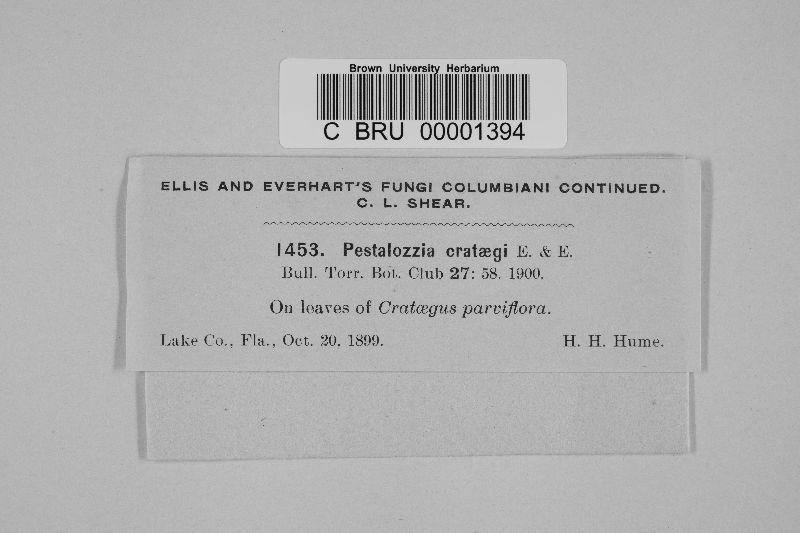 Brown University Herbarium
C BRU 00001394
ELLIS AND EVERHART'S FUNGI COLUMBIANI CONTINUED.
C. L. SHEAR.
1453. Pestalozzia cratægi E. & E.
Bull. Torr. Bot. Club 27: 58. 1900.
On leaves of Cratægus parviflora.
Lake Co., Fla., Oct. 20, 1899. H. H. Hume.